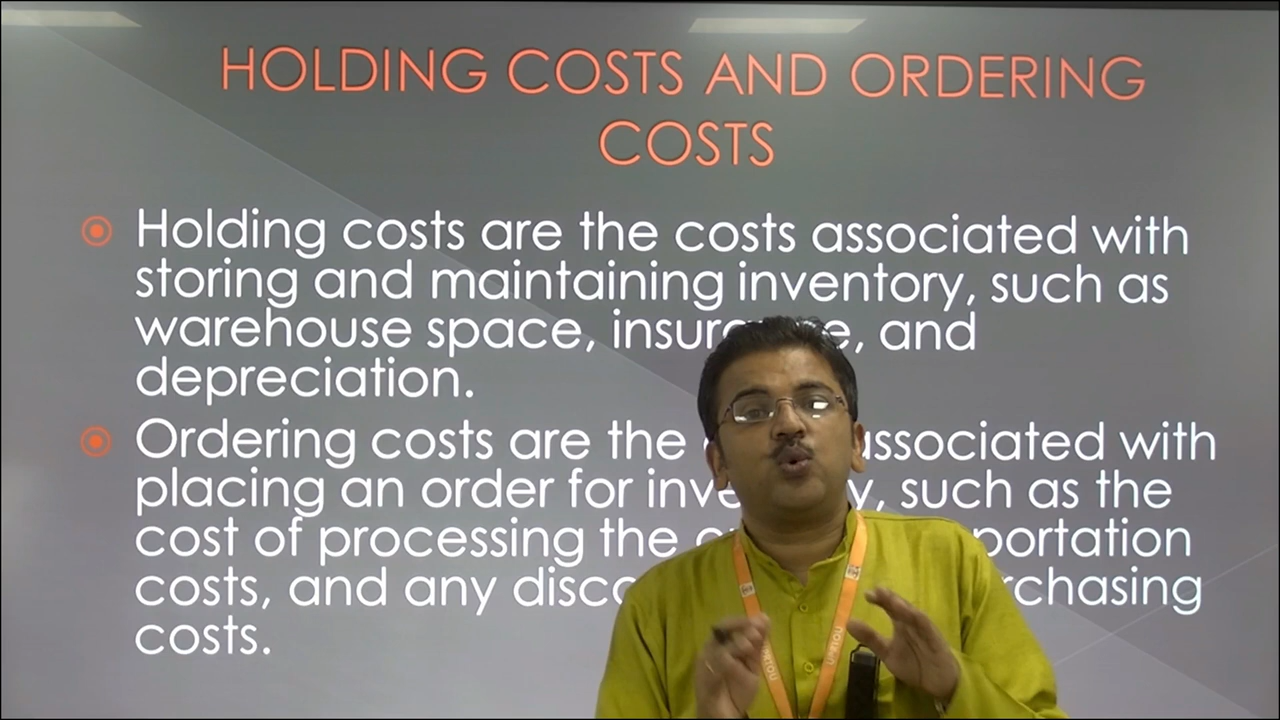 HOLDING COSTS AND ORDERING
COSTS
Holding costs are the costs associated with
storing and maintaining inventory, such as
warehouse space, and
depreciation.
Ordering costs are the associated with
placing an order for such as the
cost of processing the
costs, and any
costs.
UPRTOU